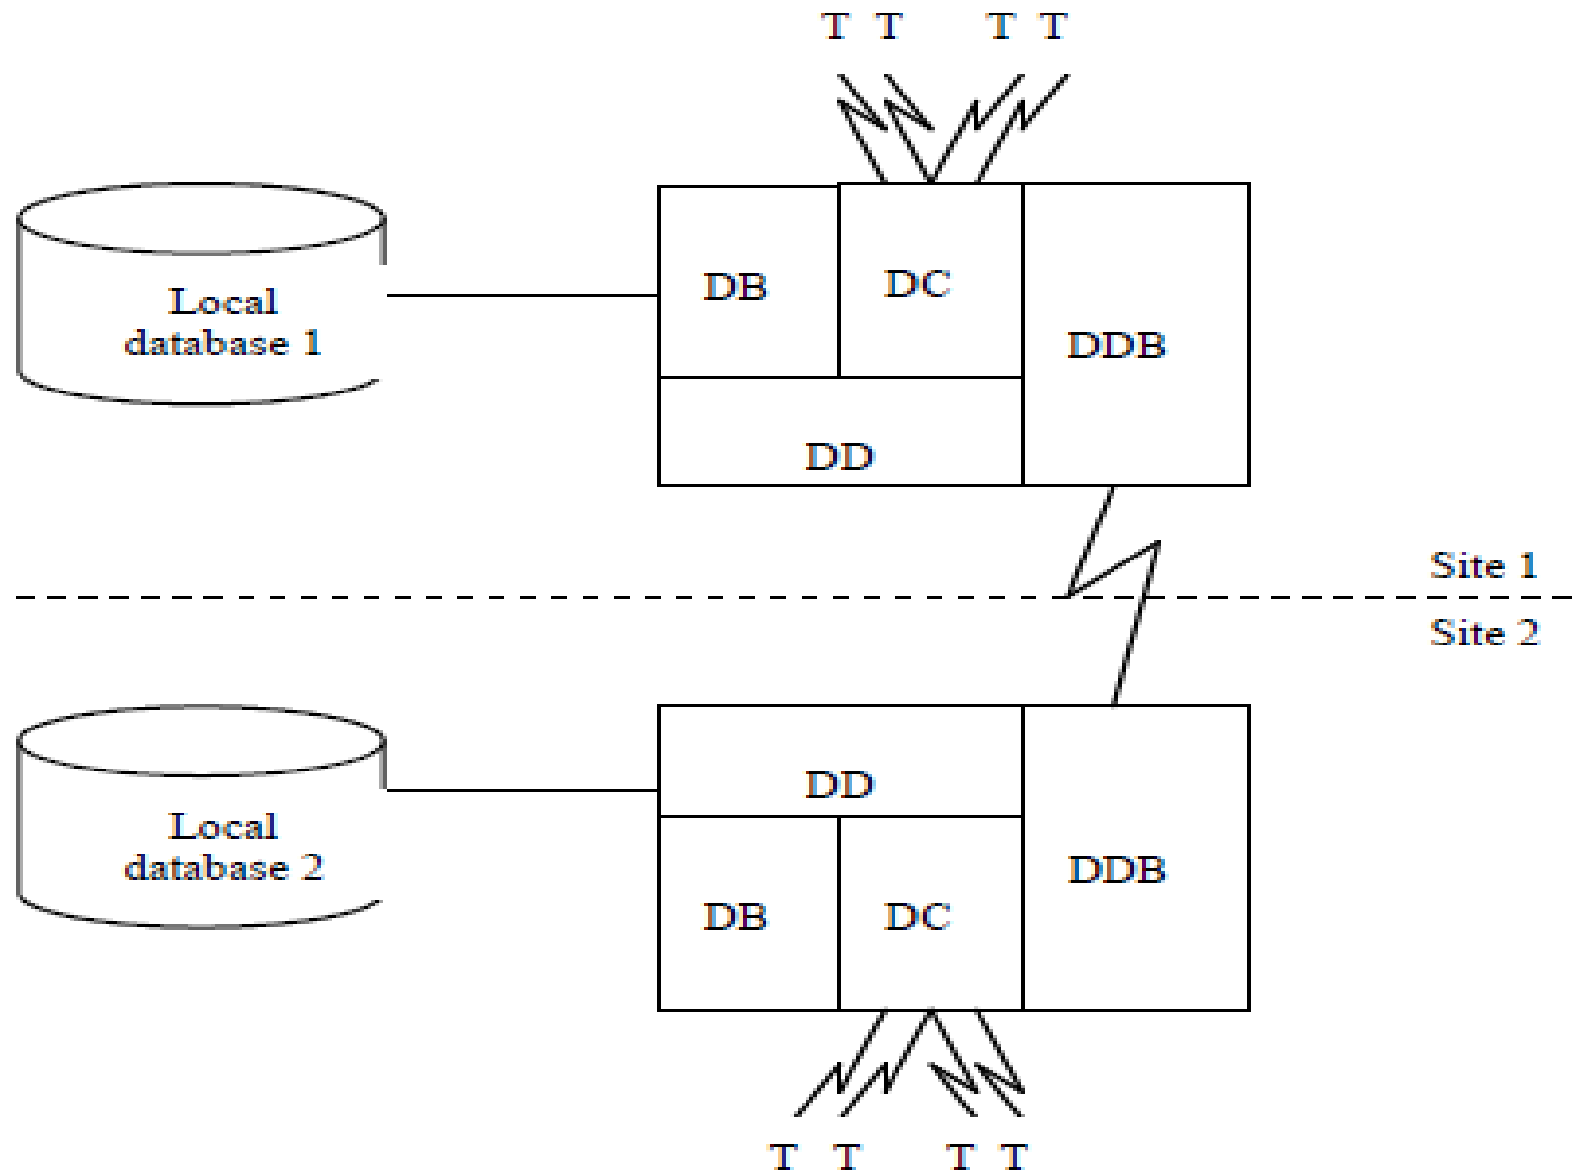 T T T T
DB DC
DDB
Local
database 1
DD
Site 1
Site 2
DD
Local
database 2
DDB
DB DC
T T T T